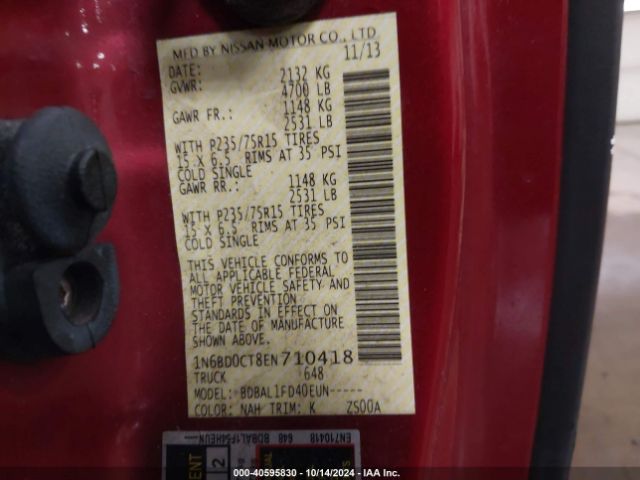 MFD BY NISSAN MOTOR CO., LTD
DATE: 11/13
GVWR: 2132 KG
4700 LB
GAWR FR.: 1148 KG
2531 LB
WITH P235/75R15 TIRES
15 X 6.5 RIMS AT 35 PSI
COLD SINGLE
GAWR RR.: 1148 KG
2531 LB
WITH P235/75R15 TIRES
15 X 6.5 RIMS AT 35 PSI
COLD SINGLE
THIS VEHICLE CONFORMS TO
ALL APPLICABLE FEDERAL
MOTOR VEHICLE SAFETY AND
THEFT PREVENTION
STANDARDS IN EFFECT ON
THE DATE OF MANUFACTURE
SHOWN ABOVE.
1N6BD0CT8EN710418
TRUCK 648
MODEL: BDBAL1FD40EUN-----
COLOR: NAH TRIM: K ZS00A
EN710418
648
2
000-40595830 - 10/14/2024 - IAA Inc.